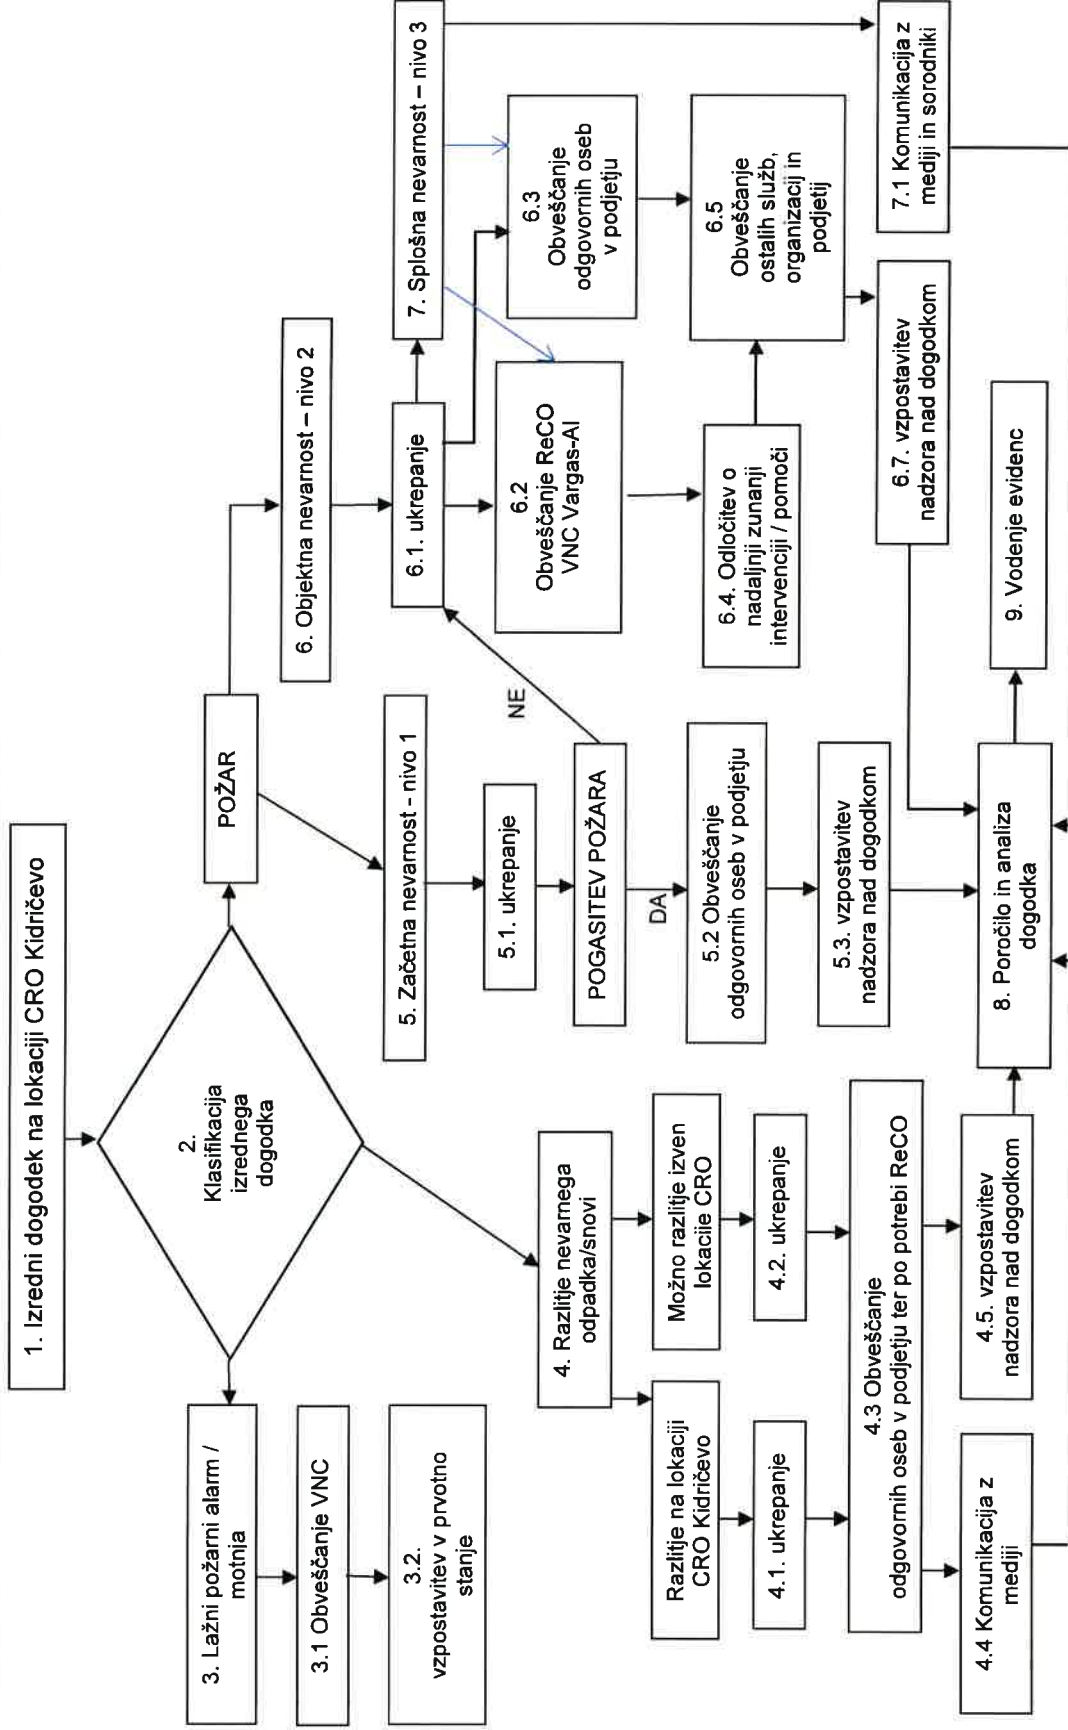 1. Izredni dogodek na lokaciji CRO Kidričevo
2.
Klasifikacija
izrednega
dogodka
3. Lažni požarni alarm /
motnja
3.1 Obveščanje VNC
3.2.
vzpostavitev v prvotno
stanje
4. Razlitje nevarnega
odpadka/snovi
Razlitje na lokaciji
CRO Kidričevo
Možno razlitje izven
lokacije CRO
4.1. ukrepanje
4.2. ukrepanje
4.3 Obveščanje
odgovornih oseb v podjetju ter po potrebi ReCO
4.4 Komunikacija z
mediji
4.5. vzpostavitev
nadzora nad dogodkom
POŽAR
5. Začetna nevarnost - nivo 1
5.1. ukrepanje
POGASITEV POŽARA
NE
DA
5.2 Obveščanje
odgovornih oseb v podjetju
5.3. vzpostavitev
nadzora nad dogodkom
6. Objektna nevarnost – nivo 2
6.1. ukrepanje
6.2
Obveščanje ReCO
VNC Vargas-Al
6.3
Obveščanje
odgovornih oseb
v podjetju
6.4. Odločitev o
nadaljnji zunanji
intervenciji / pomoči
6.5
Obveščanje
ostalih služb,
organizacij in
podjetij
6.7. vzpostavitev
nadzora nad dogodkom
7. Splošna nevarnost – nivo 3
7.1 Komunikacija z
mediji in sorodniki
8. Poročilo in analiza
dogodka
9. Vodenje evidenc